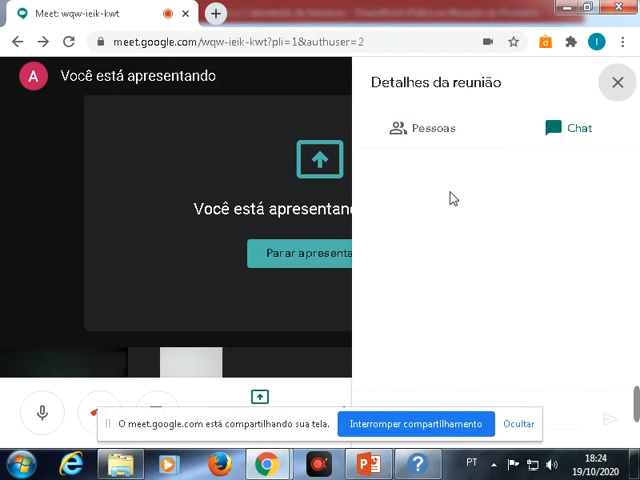 Meet: wqw-ieik-kwt
meet.google.com/wqw-ieik-kwt?pli=1&authuser=2
I
A
Você está apresentando
Detalhes da reunião
Pessoas
Chat
Você está apresentand
Parar apresenta
O meet.google.com está compartilhando sua tela.
Interromper compartilhamento
Ocultar
PT
18:24
19/10/2020